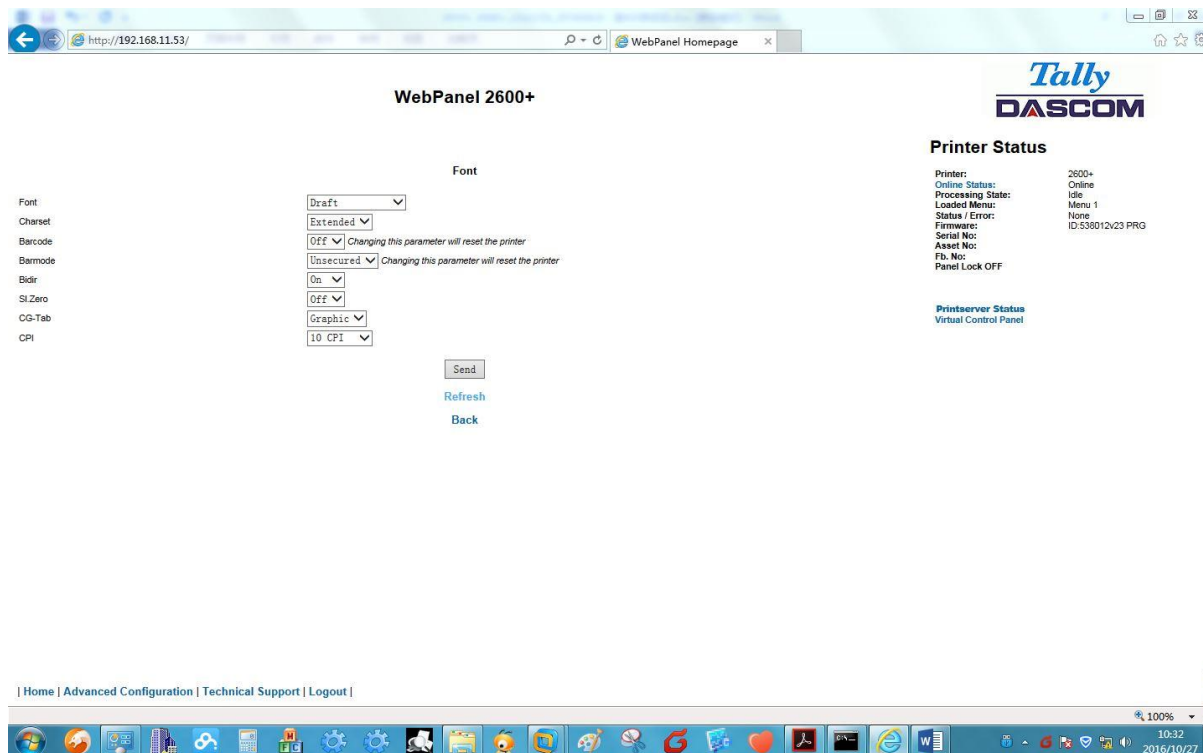 http://192.168.11.53/
WebPanel Homepage
WebPanel 2600+
Tally
DASCOM
Font
Font Draft
Charset Extended
Barcode Off Changing this parameter will reset the printer
Barmode Unsecured Changing this parameter will reset the printer
Bidir On
Sl.Zero Off
CG-Tab Graphic
CPI 10 CPI
Send
Refresh
Back
Printer Status
Printer: 2600+
Online Status: Online
Processing State: Idle
Loaded Menu: Menu 1
Status / Error: None
Firmware: ID:538012v23 PRG
Serial No:
Asset No:
Fb. No:
Panel Lock OFF
Printserver Status
Virtual Control Panel
| Home | Advanced Configuration | Technical Support | Logout |
100%
10:32